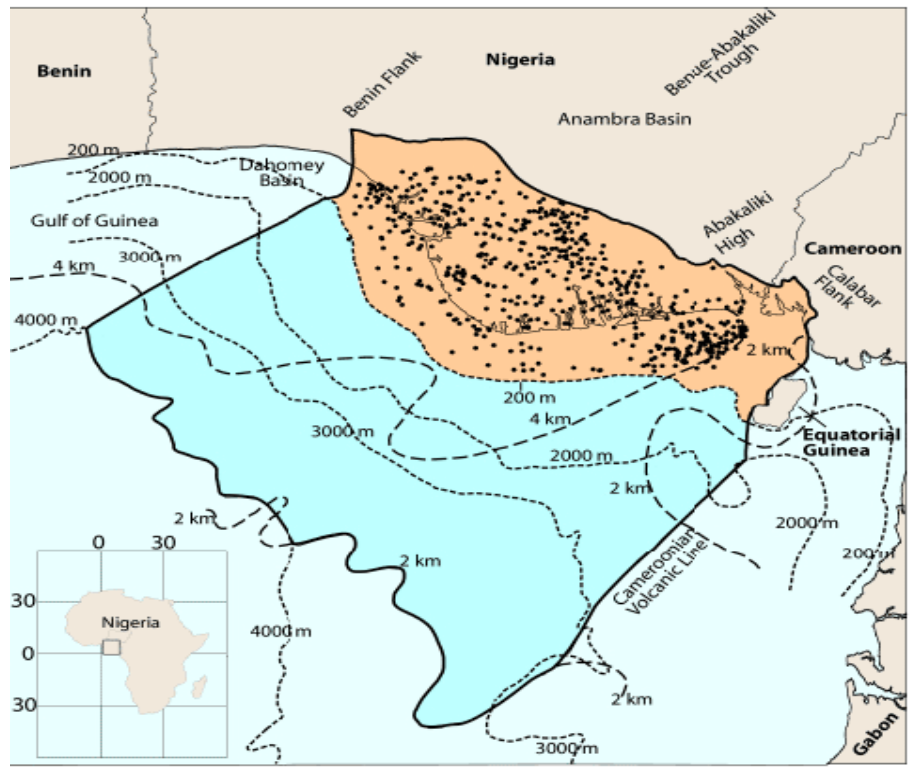 Benin
Nigeria
Benin Flank
Benue-Abakaliki
Trough
Anambra Basin
200 m
Dahomey
Basin
2000 m
Gulf of Guinea
3000 m
4 km
4000 m
Abakaliki
High
Cameroon
Calabar
Flank
2 km
200 m
4 km
3000 m
2000 m
Equatorial
Guinea
2 km
2 km
2000 m
200 m
2 km
Cameroonian
Volcanic Line
0
30
30
Nigeria
0
30
4000 m
2 km
3000 m
Gabon